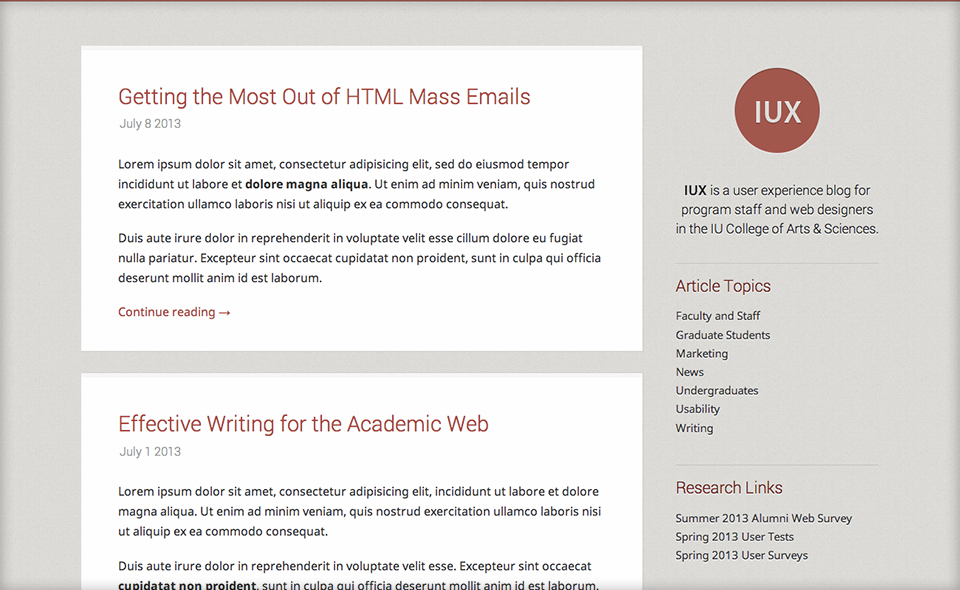 Getting the Most Out of HTML Mass Emails
July 8 2013
Lorem ipsum dolor sit amet, consectetur adipisicing elit, sed do eiusmod tempor
incididunt ut labore et dolore magna aliqua. Ut enim ad minim veniam, quis nostrud
exercitation ullamco laboris nisi ut aliquip ex ea commodo consequat.
Duis aute irure dolor in reprehenderit in voluptate velit esse cillum dolore eu fugiat
nulla pariatur. Excepteur sint occaecat cupidatat non proident, sunt in culpa qui officia
deserunt mollit anim id est laborum.
Continue reading →
Effective Writing for the Academic Web
July 1 2013
Lorem ipsum dolor sit amet, consectetur adipisicing elit, incididunt ut labore et dolore
magna aliqua. Ut enim ad minim veniam, quis nostrud exercitation ullamco laboris nisi
ut aliquip ex ea commodo consequat.
Duis aute irure dolor in reprehenderit in voluptate velit esse. Excepteur sint occaecat
cupidatat non proident, sunt in culpa qui officia deserunt mollit anim id est laborum.
IUX
IUX is a user experience blog for
program staff and web designers
in the IU College of Arts & Sciences.
Article Topics
Faculty and Staff
Graduate Students
Marketing
News
Undergraduates
Usability
Writing
Research Links
Summer 2013 Alumni Web Survey
Spring 2013 User Tests
Spring 2013 User Surveys